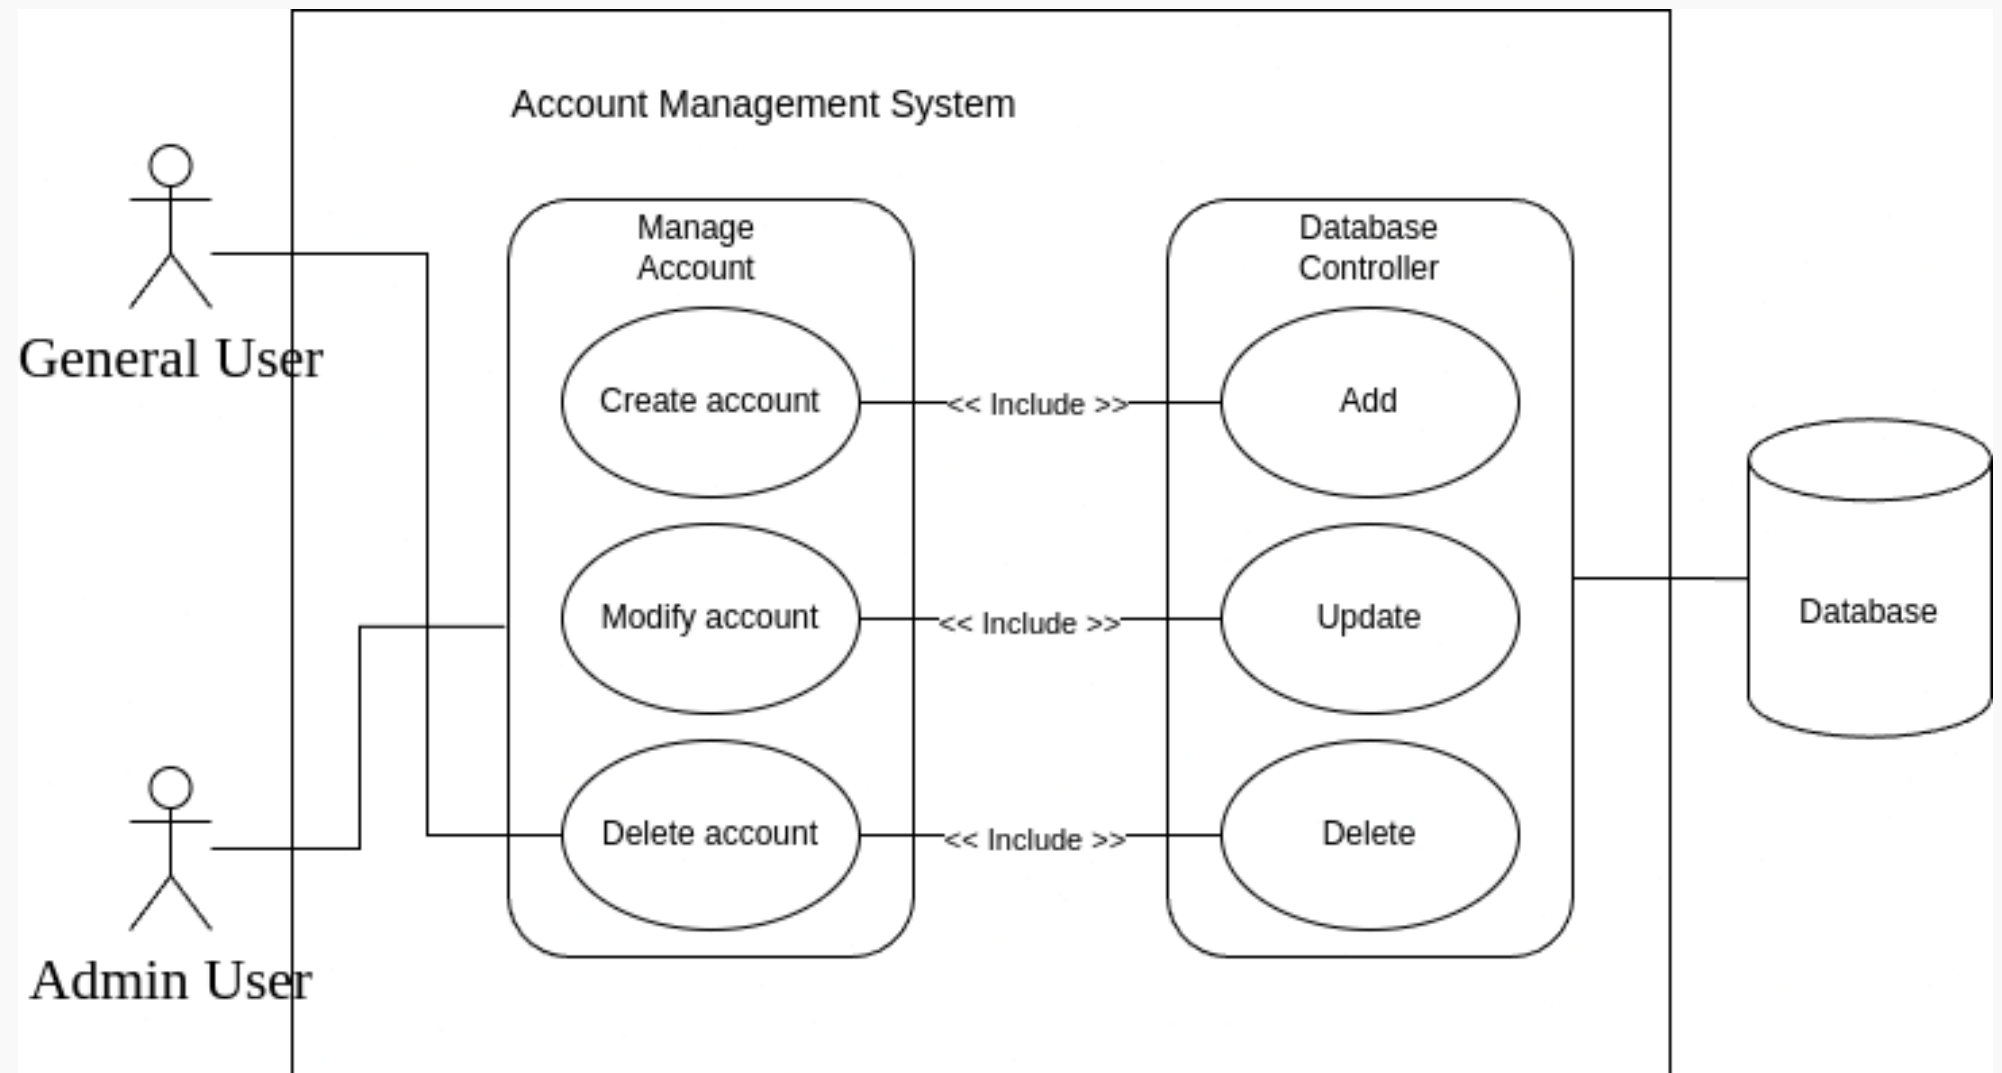 Account Management System
General User
Admin User
Manage
Account
Create account
Modify account
Delete account
<< Include >>
<< Include >>
<< Include >>
Database
Controller
Add
Update
Delete
Database